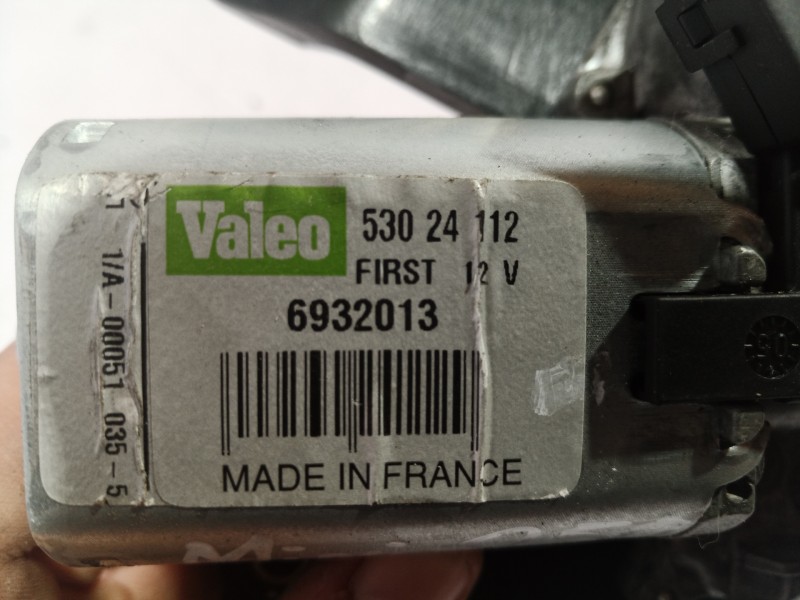 Valeo
530 24 112
FIRST 12 V
6932013
MADE IN FRANCE
1/A-00051 035-5